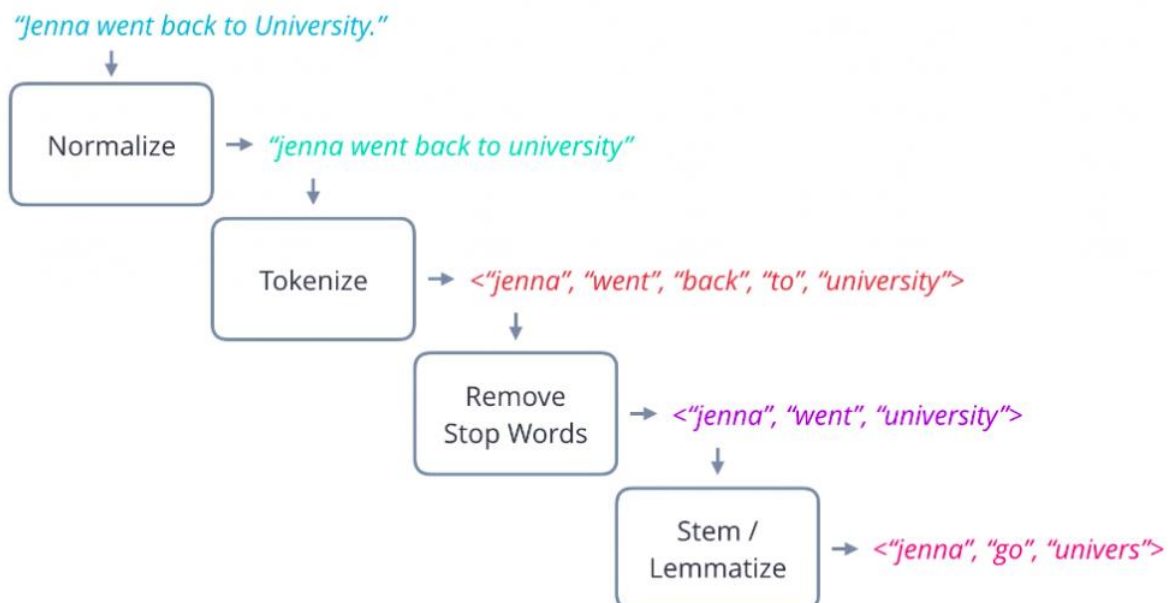 “Jenna went back to University.”
Normalize
“jenna went back to university”
Tokenize
<“jenna”, “went”, “back”, “to”, “university”>
Remove
Stop Words
<“jenna”, “went”, “university”>
Stem /
Lemmatize
<“jenna”, “go”, “univers”>